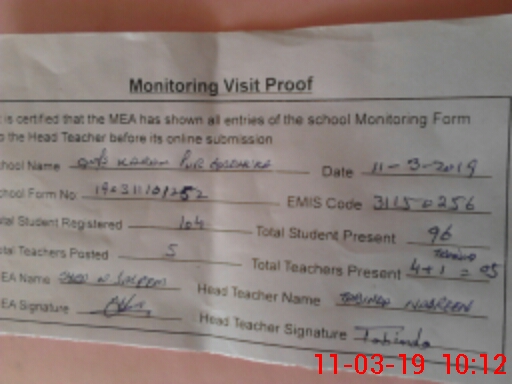 Monitoring Visit Proof
t is certified that the MEA has shown all entries of the school Monitoring Form
o the Head Teacher before its online submission
chool Name Date 11-3-2019
chool Form No: EMIS Code 31150256
tal Student Registered 104 Total Student Present 96
otal Teachers Posted 5 Total Teachers Present 4+1 = 05
EA Name Head Teacher Name NASREEN
EA Signature Head Teacher Signature Tabinda
11-03-19 10:12